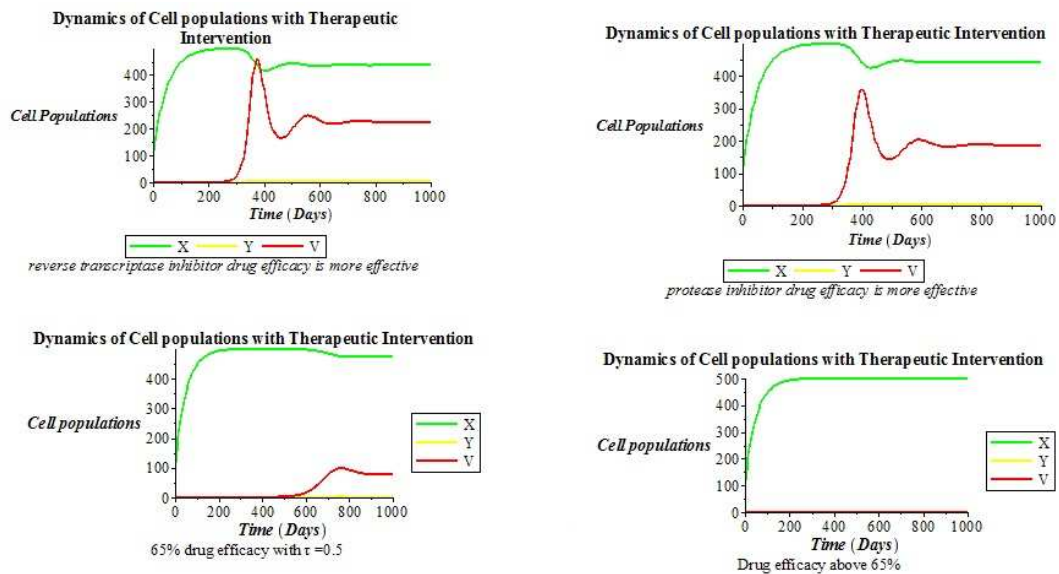 Dynamics of Cell populations with Therapeutic
Intervention
400
300
Cell Populations
200
100
0
0 200 400 600 800 1000
Time (Days)
X Y V
reverse transcriptase inhibitor drug efficacy is more effective
Dynamics of Cell populations with Therapeutic Intervention
400
300
Cell Populations
200
100
0
0 200 400 600 800 1000
Time (Days)
X Y V
protease inhibitor drug efficacy is more effective
Dynamics of Cell populations with Therapeutic Intervention
400
300
Cell populations
200
100
0
0 200 400 600 800 1000
Time (Days)
X
Y
V
65% drug efficacy with τ =0.5
Dynamics of Cell populations with Therapeutic Intervention
500
400
300
Cell populations
200
100
0
0 200 400 600 800 1000
Time (Days)
X
Y
V
Drug efficacy above 65%